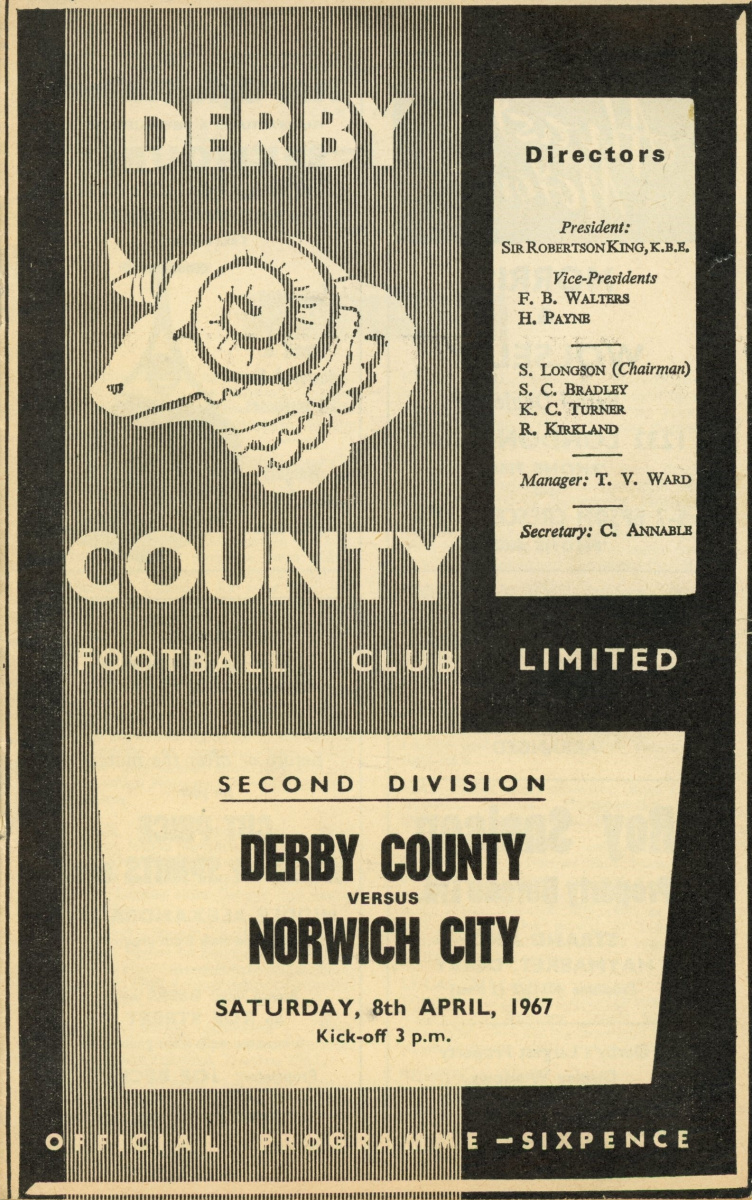 DERBY
COUNTY
FOOTBALL CLUB LIMITED
Directors
President:
SIR ROBERTSON KING, K.B.E.
Vice-Presidents
F. B. WALTERS
H. PAYNE
S. LONGSON (Chairman)
S. C. BRADLEY
K. C. TURNER
R. KIRKLAND
Manager: T. V. WARD
Secretary: C. ANNABLE
SECOND DIVISION
DERBY COUNTY
VERSUS
NORWICH CITY
SATURDAY, 8th APRIL, 1967
Kick-off 3 p.m.
OFFICIAL PROGRAMME - SIXPENCE